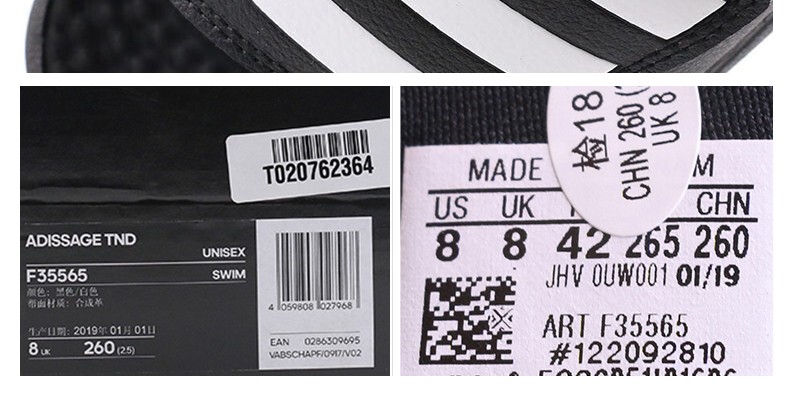 T020762364
ADISSAGE TND
UNISEX
F35565
SWIM
颜色: 黑色/白色
帮面材质: 合成革
生产日期: 2019年 01月 01日
8 UK 260 (2.5)
4 059808 027968
EAN 0286309695
VABSCHAPF/0917/V02
检18
CHN 260 (
UK 8
MADE M
US UK CHN
8 8 42 265 260
JHV 0UW001 01/19
ART F35565
#122092810